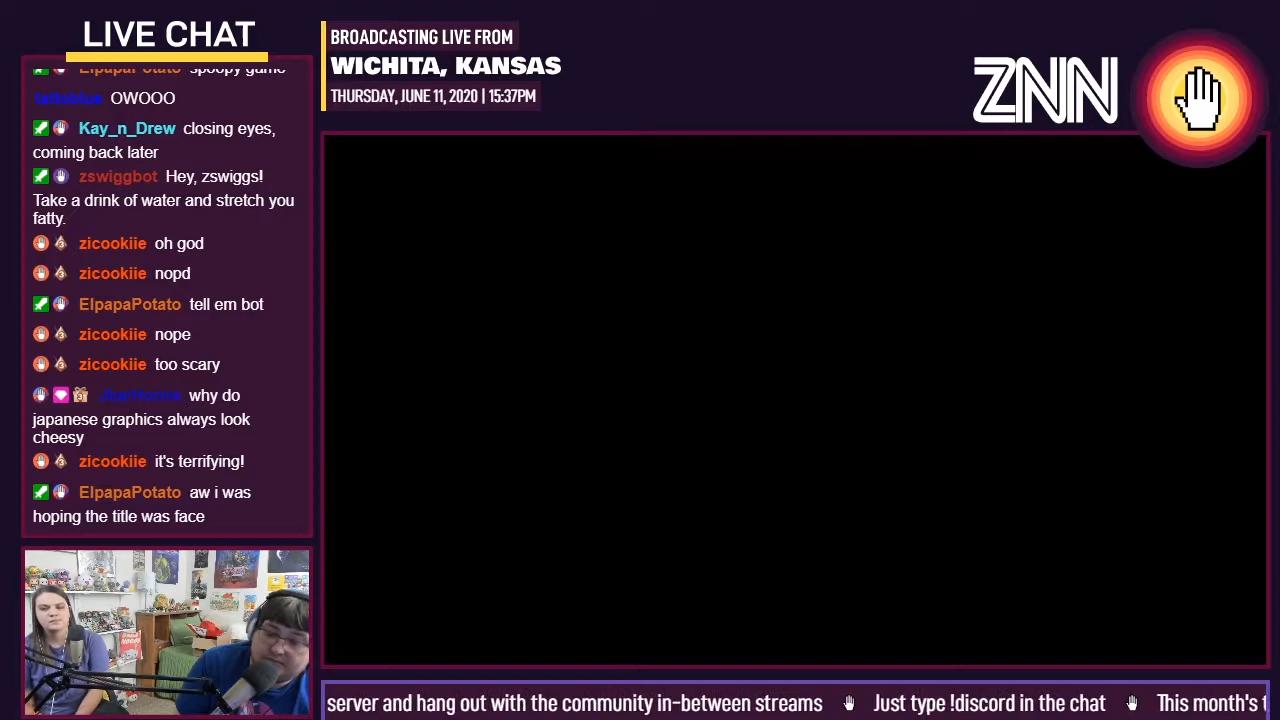 LIVE CHAT
ElpapaPotato spoopy game
OWOOO
Kay_n_Drew closing eyes,
coming back later
zswiggbot Hey, zswiggs!
Take a drink of water and stretch you
fatty.
zicookiie oh god
zicookiie nopd
ElpapaPotato tell em bot
zicookiie nope
zicookiie too scary
why do
japanese graphics always look
cheesy
zicookiie it's terrifying!
ElpapaPotato aw i was
hoping the title was face
BROADCASTING LIVE FROM
WICHITA, KANSAS
THURSDAY, JUNE 11, 2020 | 15:37PM
ZNN
server and hang out with the community in-between streams
Just type !discord in the chat
This month's t